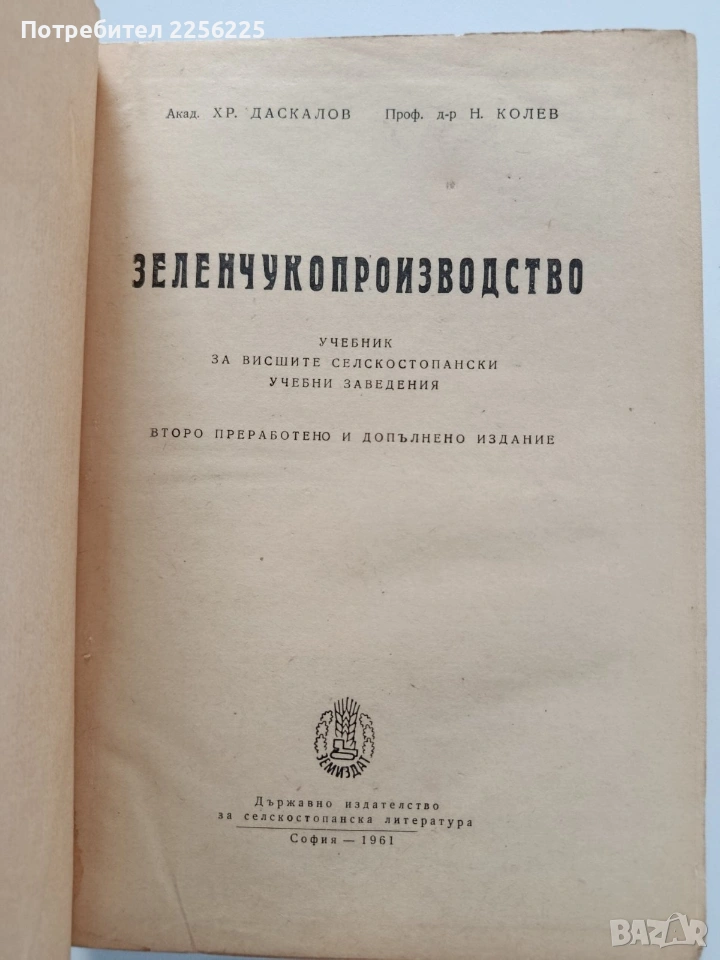 Потребител 2256225
Акад. ХР. ДАСКАЛОВ Проф. д-р Н. КОЛЕВ
ЗЕЛЕНЧУКОПРОИЗВОДСТВО
УЧЕБНИК
ЗА ВИСШИТЕ СЕЛСКОСТОПАНСКИ
УЧЕБНИ ЗАВЕДЕНИЯ
ВТОРО ПРЕРАБОТЕНО И ДОПЪЛНЕНО ИЗДАНИЕ
ЗЕМИЗДАТ
Държавно издателство
за селскостопанска литература
София — 1961
BAZAR